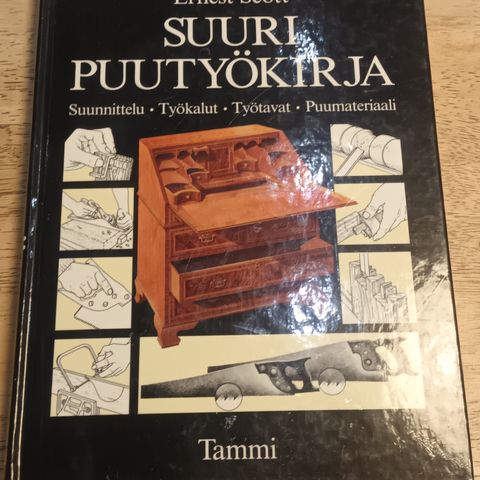 Ernest Scott
SUURI
PUUTYÖKIRJA
Suunnittelu • Työkalut • Työtavat • Puumateriaali
Tammi